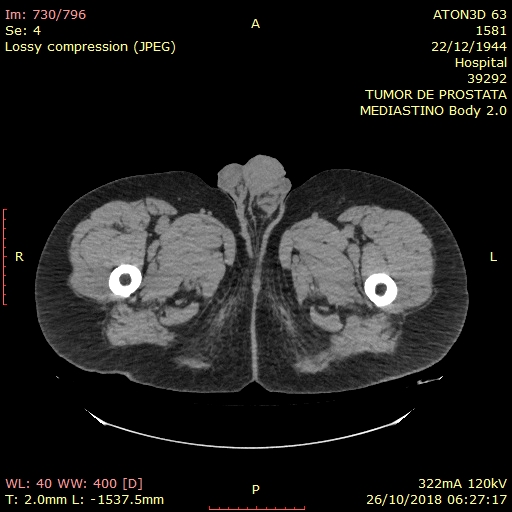 Im: 730/796
Se: 4
Lossy compression (JPEG)
A
ATON3D 63
1581
22/12/1944
Hospital
39292
TUMOR DE PROSTATA
MEDIASTINO Body 2.0
R
L
WL: 40 WW: 400 [D]
T: 2.0mm L: -1537.5mm
P
322mA 120kV
26/10/2018 06:27:17